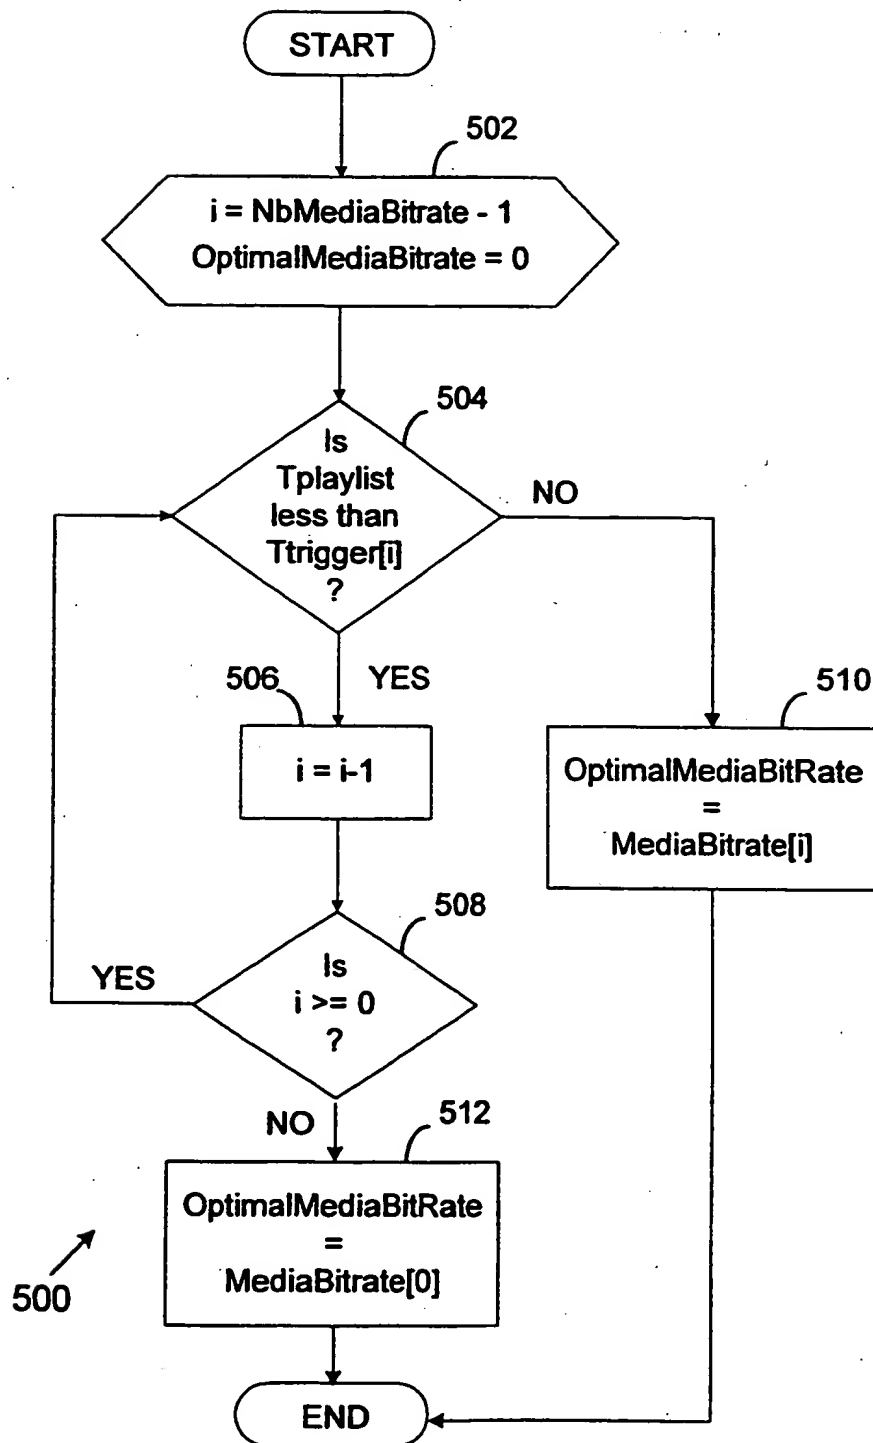 START
502
i = NbMediaBitrate - 1
OptimalMediaBitrate = 0
504
Is
Tplaylist
less than
Ttrigger[i]
?
NO
506
YES
510
i = i-1
OptimalMediaBitRate
=
MediaBitrate[i]
508
YES
Is
i >= 0
?
NO
512
OptimalMediaBitRate
=
MediaBitrate[0]
500
END